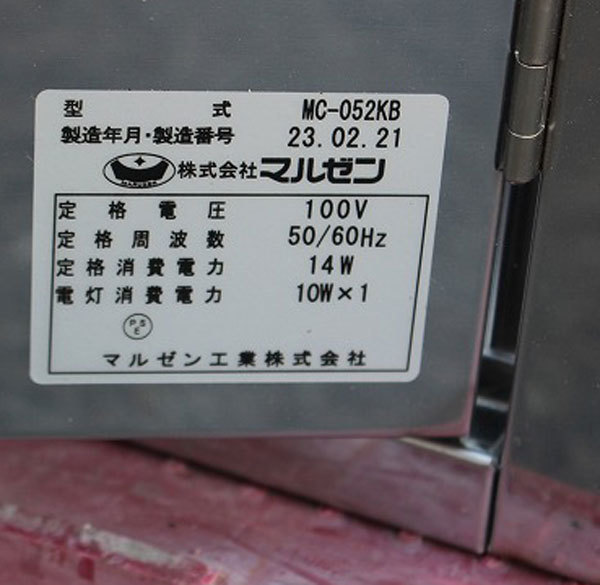 型式 MC-052KB
製造年月・製造番号 23.02.21
株式会社マルゼン
定格電圧 100V
定格周波数 50/60Hz
定格消費電力 14W
電灯消費電力 10W×1
PSE
マルゼン工業株式会社